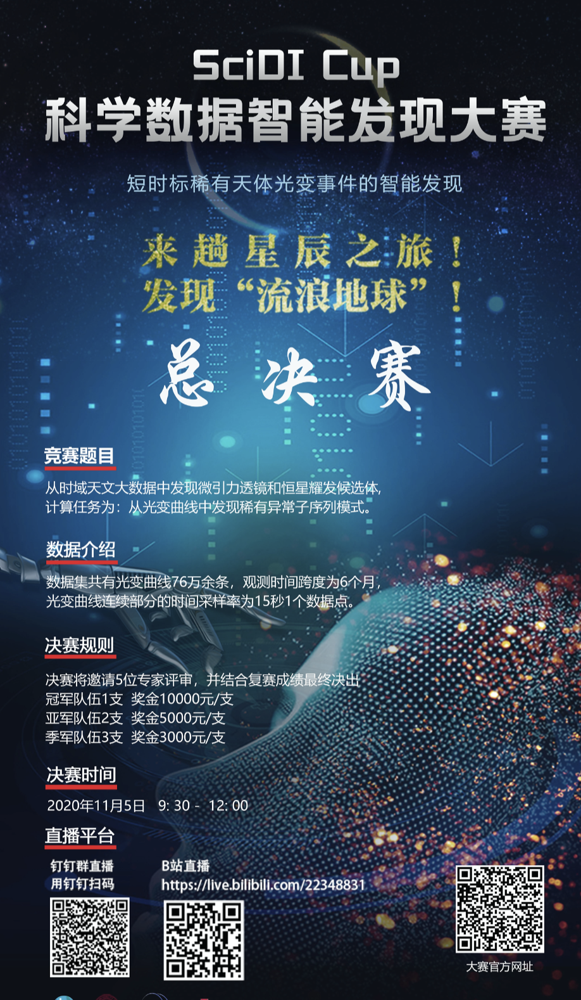 SciDI Cup
科学数据智能发现大赛
短时标稀有天体光变事件的智能发现
来趟星辰之旅！
发现“流浪地球”！
总决赛
竞赛题目
从时域天文大数据中发现微引力透镜和恒星耀发候选体,
计算任务为：从光变曲线中发现稀有异常子序列模式。
数据介绍
数据集共有光变曲线76万余条，观测时间跨度为6个月，
光变曲线连续部分的时间采样率为15秒1个数据点。
决赛规则
决赛将邀请5位专家评审，并结合复赛成绩最终决出
冠军队伍1支 奖金10000元/支
亚军队伍2支 奖金5000元/支
季军队伍3支 奖金3000元/支
决赛时间
2020年11月5日 9: 30 - 12: 00
直播平台
钉钉群直播
用钉钉扫码
B站直播
https://live.bilibili.com/22348831
大赛官方网址